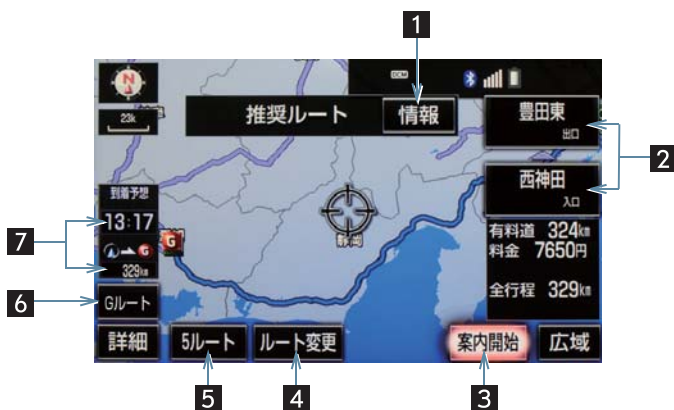 1
DCM
N
23k
推奨ルート 情報
豊田東
出口
2
西神田
入口
到着予想
13:17
7
G
G
329km
静岡
有料道 324km
料金 7650円
全行程 329km
6
Gルート
詳細 5ルート ルート変更 案内開始 広域
5 4 3